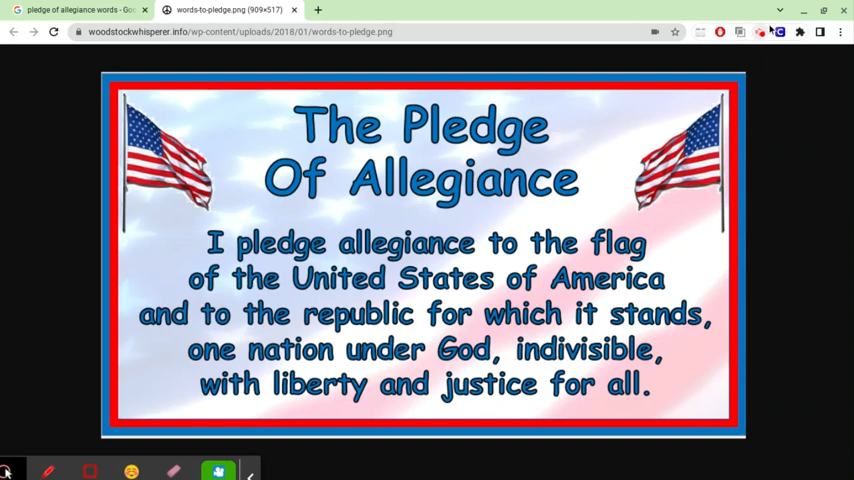 pledge of allegiance words - Goo
words-to-pledge.png (909×517)
woodstockwhisperer.info/wp-content/uploads/2018/01/words-to-pledge.png
The Pledge
Of Allegiance
I pledge allegiance to the flag
of the United States of America
and to the republic for which it stands,
one nation under God, indivisible,
with liberty and justice for all.